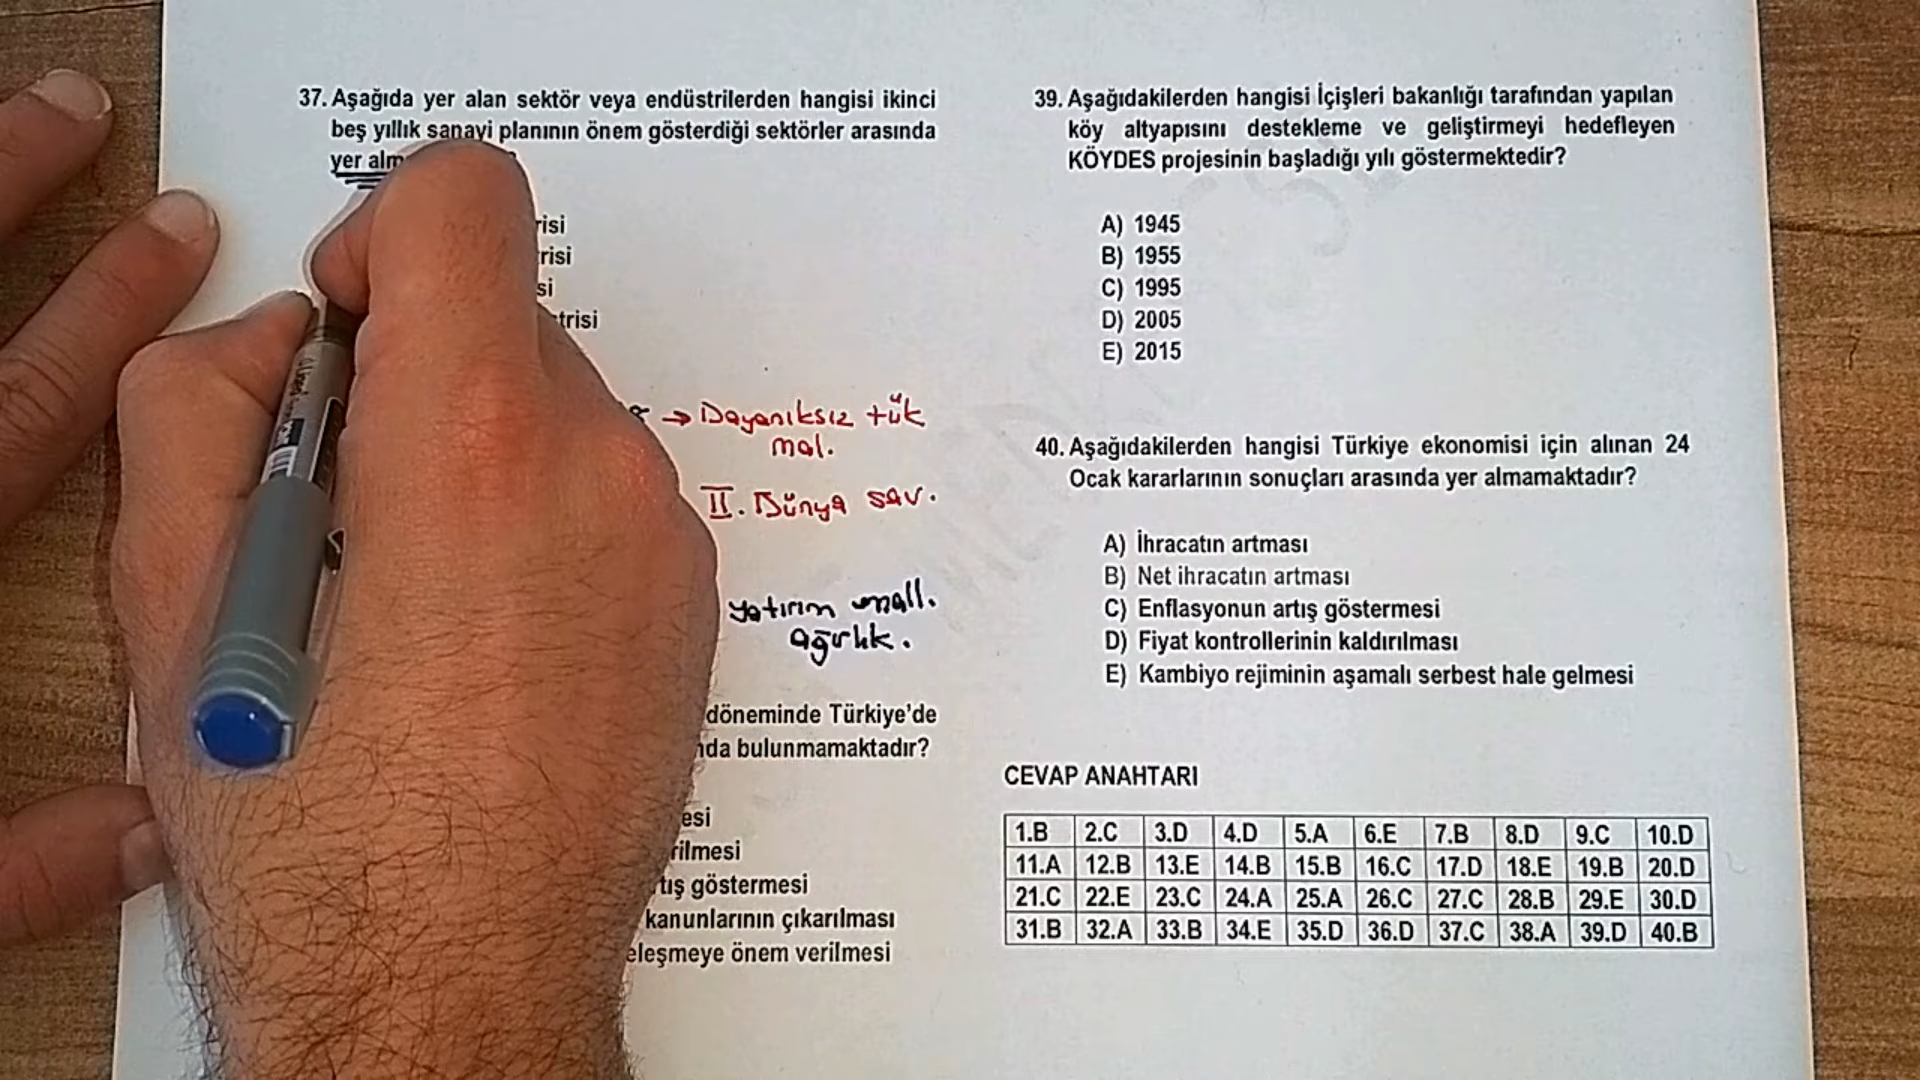 37. Aşağıda yer alan sektör veya endüstrilerden hangisi ikinci
beş yıllık sanayi planının önem gösterdiği sektörler arasında
yer alm
risi
risi
si
trisi
→ Dayanıksız tük
mal.
II. Dünya sav.
yatırım mall.
ağırlık.
döneminde Türkiye'de
nda bulunmamaktadır?
esi
rilmesi
tış göstermesi
kanunlarının çıkarılması
eleşmeye önem verilmesi
39. Aşağıdakilerden hangisi İçişleri bakanlığı tarafından yapılan
köy altyapısını destekleme ve geliştirmeyi hedefleyen
KÖYDES projesinin başladığı yılı göstermektedir?
A) 1945
B) 1955
C) 1995
D) 2005
E) 2015
40. Aşağıdakilerden hangisi Türkiye ekonomisi için alınan 24
Ocak kararlarının sonuçları arasında yer almamaktadır?
A) İhracatın artması
B) Net ihracatın artması
C) Enflasyonun artış göstermesi
D) Fiyat kontrollerinin kaldırılması
E) Kambiyo rejiminin aşamalı serbest hale gelmesi
CEVAP ANAHTARI
1.B 2.C 3.D 4.D 5.A 6.E 7.B 8.D 9.C 10.D
11.A 12.B 13.E 14.B 15.B 16.C 17.D 18.E 19.B 20.D
21.C 22.E 23.C 24.A 25.A 26.C 27.C 28.B 29.E 30.D
31.B 32.A 33.B 34.E 35.D 36.D 37.C 38.A 39.D 40.B